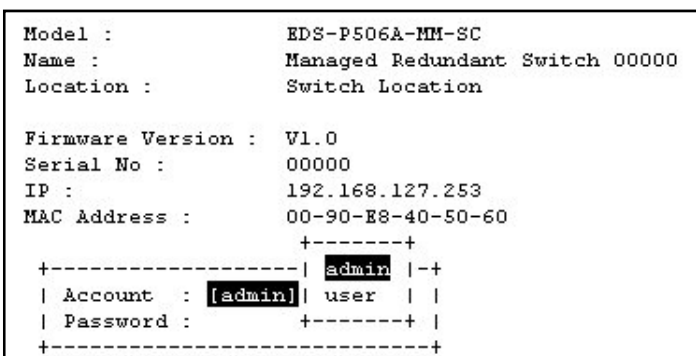 Model :                 EDS-P506A-MM-SC
Name :                  Managed Redundant Switch 00000
Location :              Switch Location
Firmware Version :  V1.0
Serial No :             00000
IP :                    192.168.127.253
MAC Address :           00-90-E8-40-50-60
+-------+
+-------------------| admin |-+
| Account  : [admin]| user  | |
| Password :        +-------+ |
+-----------------------------+